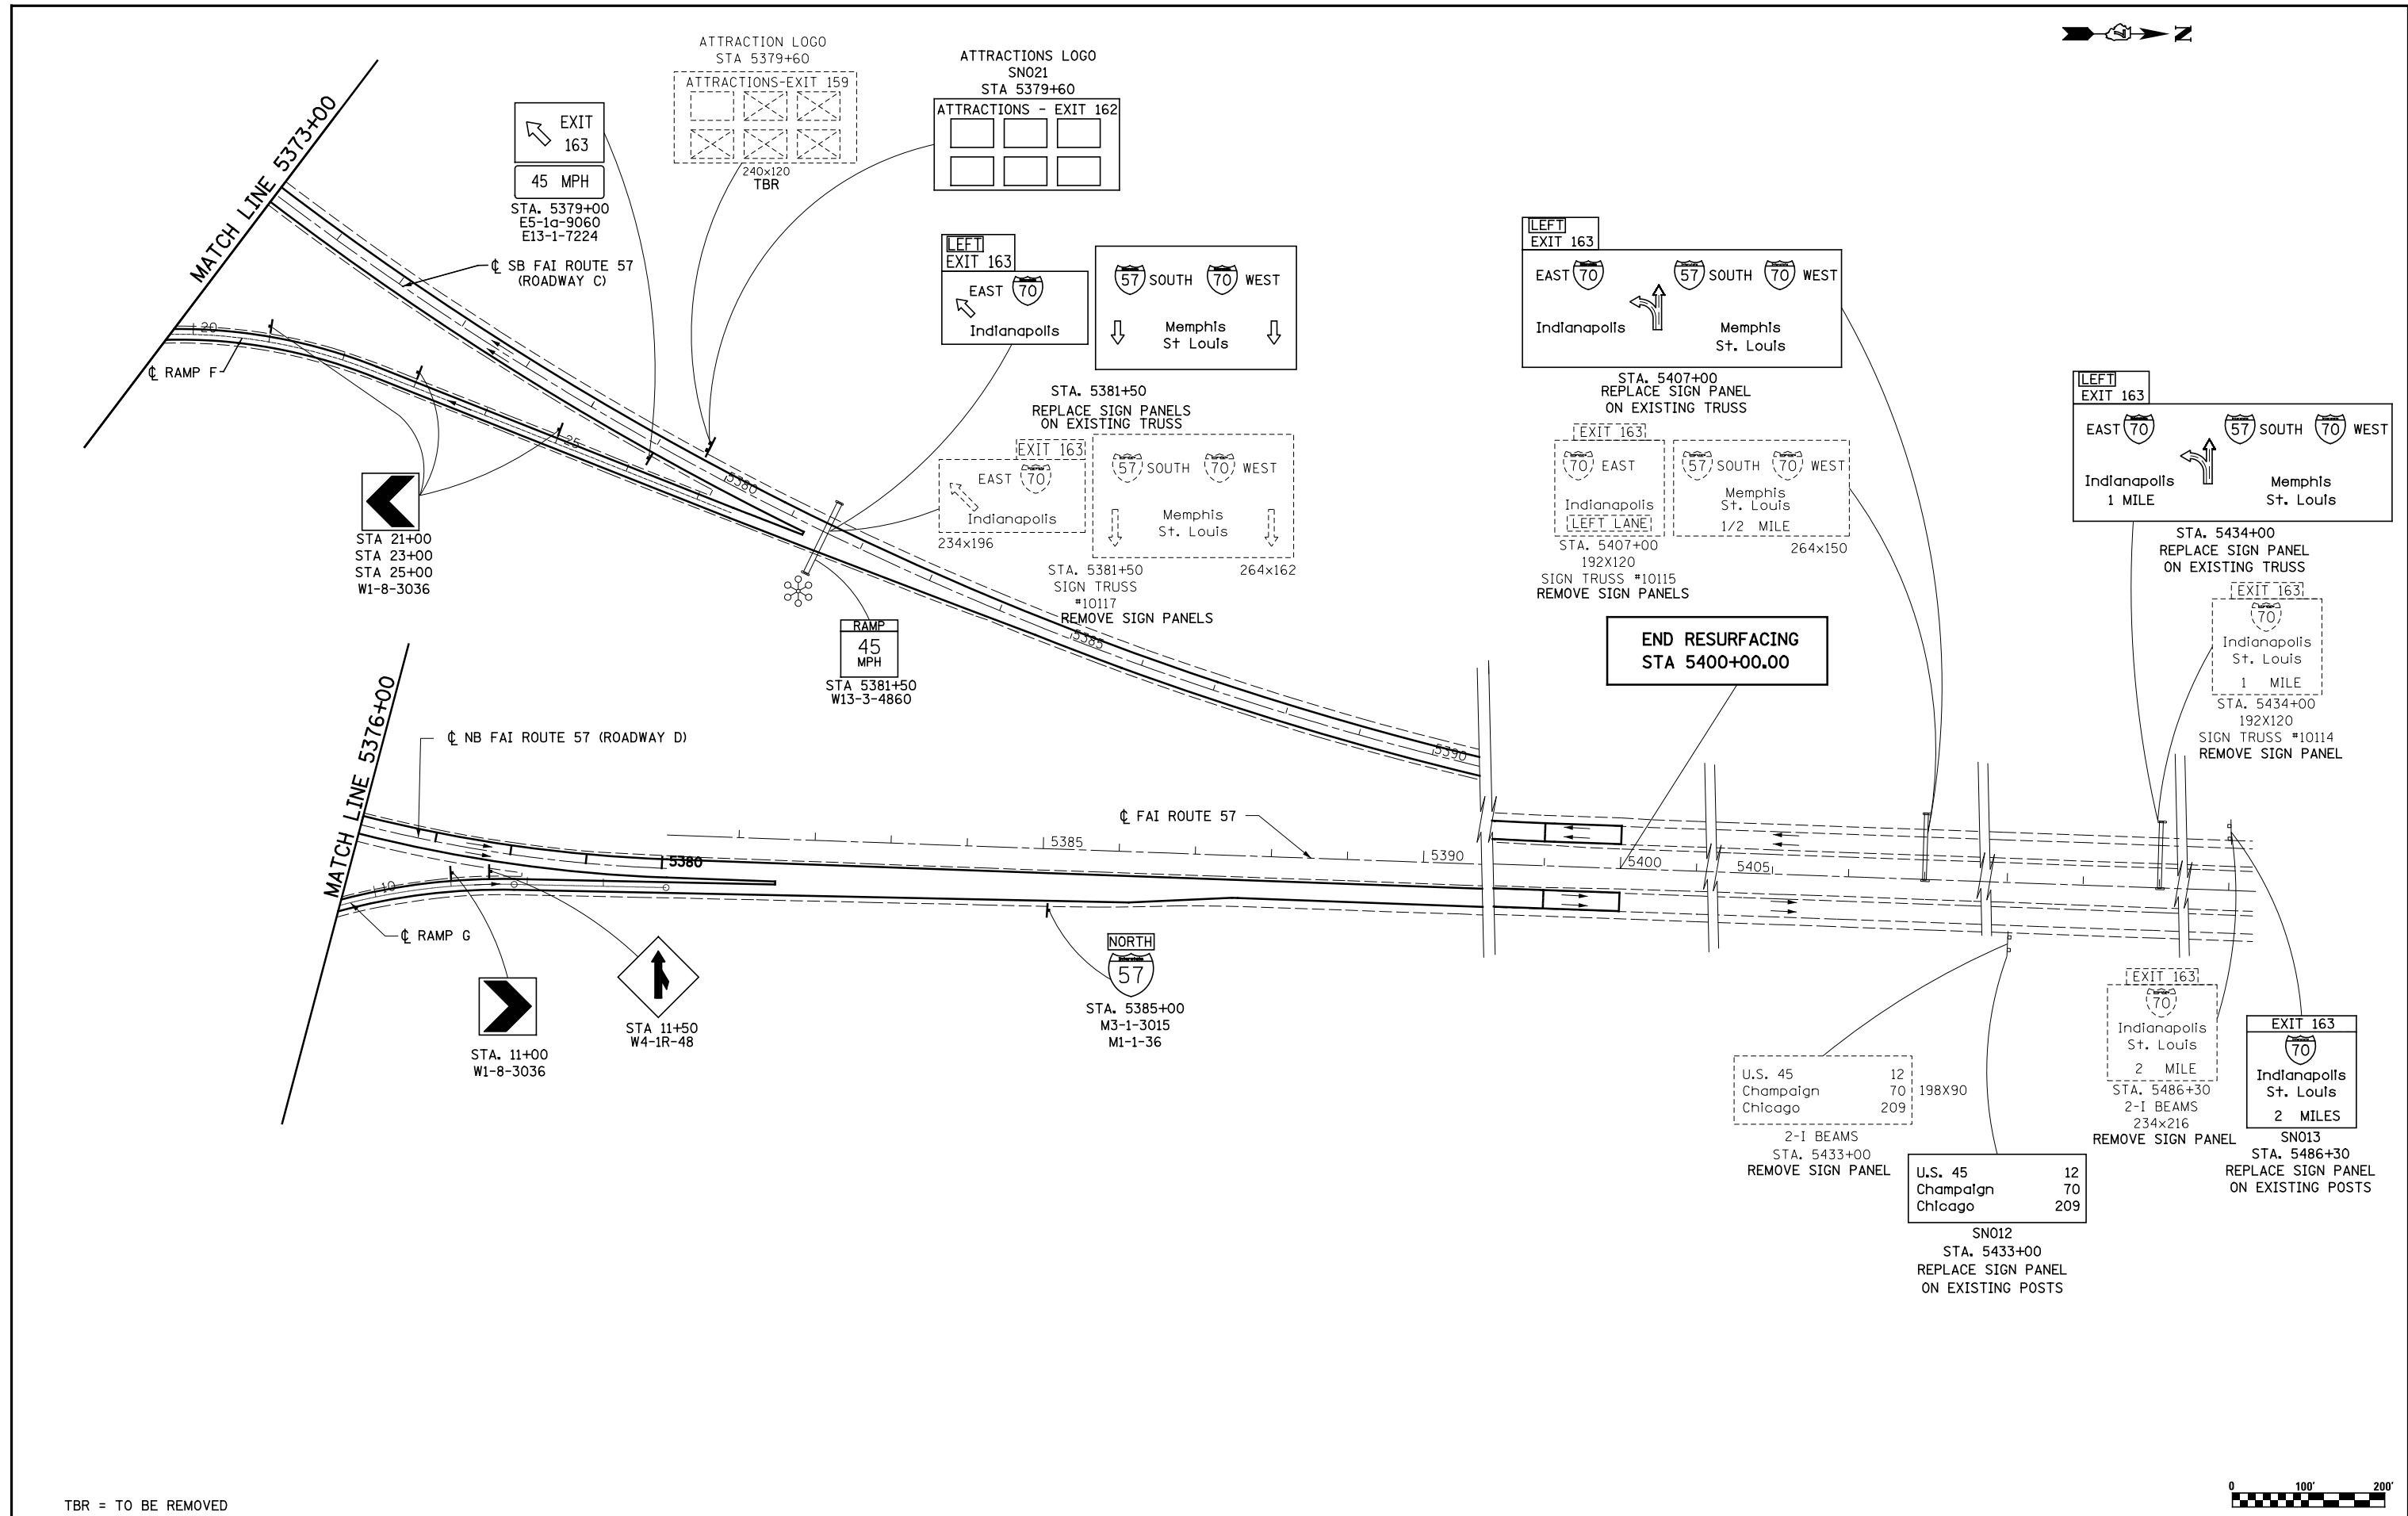 N
MATCH LINE 5373+00
EXIT
163
45 MPH
STA. 5379+00
E5-1a-9060
E13-1-7224
ATTRACTION LOGO
STA 5379+60
ATTRACTIONS-EXIT 159
240x120
TBR
ATTRACTIONS LOGO
SN021
STA 5379+60
ATTRACTIONS - EXIT 162
℄ SB FAI ROUTE 57
(ROADWAY C)
20
℄ RAMP F
25
5380
5385
5390
STA 21+00
STA 23+00
STA 25+00
W1-8-3036
LEFT
EXIT 163
EAST 70
Indianapolis
57 SOUTH 70 WEST
Memphis
St Louis
STA. 5381+50
REPLACE SIGN PANELS
ON EXISTING TRUSS
EXIT 163
EAST 70
Indianapolis
234x196
57 SOUTH 70 WEST
Memphis
St. Louis
STA. 5381+50
264x162
SIGN TRUSS
#10117
REMOVE SIGN PANELS
RAMP
45
MPH
STA 5381+50
W13-3-4860
LEFT
EXIT 163
EAST 70 57 SOUTH 70 WEST
Indianapolis Memphis
St. Louis
STA. 5407+00
REPLACE SIGN PANEL
ON EXISTING TRUSS
EXIT 163
70 EAST
Indianapolis
LEFT LANE
57 SOUTH 70 WEST
Memphis
St. Louis
1/2 MILE
STA. 5407+00
264x150
192X120
SIGN TRUSS #10115
REMOVE SIGN PANELS
END RESURFACING
STA 5400+00.00
LEFT
EXIT 163
EAST 70 57 SOUTH 70 WEST
Indianapolis Memphis
1 MILE St. Louis
STA. 5434+00
REPLACE SIGN PANEL
ON EXISTING TRUSS
EXIT 163
70
Indianapolis
St. Louis
1 MILE
STA. 5434+00
192X120
SIGN TRUSS #10114
REMOVE SIGN PANEL
MATCH LINE 5376+00
℄ NB FAI ROUTE 57 (ROADWAY D)
℄ FAI ROUTE 57
5380
5385
5390
5400
5405
10
℄ RAMP G
STA. 11+00
W1-8-3036
STA 11+50
W4-1R-48
NORTH
Interstate
57
STA. 5385+00
M3-1-3015
M1-1-36
U.S. 45 12
Champaign 70
Chicago 209
198X90
2-I BEAMS
STA. 5433+00
REMOVE SIGN PANEL
U.S. 45 12
Champaign 70
Chicago 209
SN012
STA. 5433+00
REPLACE SIGN PANEL
ON EXISTING POSTS
EXIT 163
70
Indianapolis
St. Louis
2 MILE
STA. 5486+30
2-I BEAMS
234x216
REMOVE SIGN PANEL
EXIT 163
70
Indianapolis
St. Louis
2 MILES
SN013
STA. 5486+30
REPLACE SIGN PANEL
ON EXISTING POSTS
TBR = TO BE REMOVED
0 100' 200'